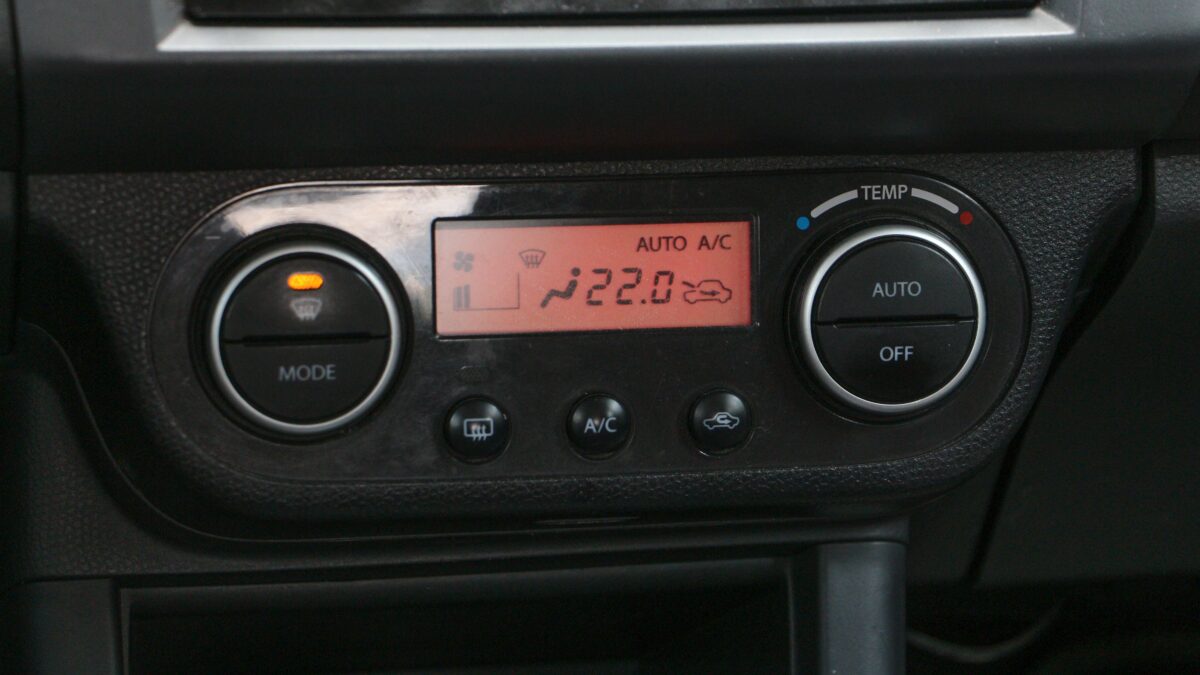 TEMP
AUTO A/C
22.0
AUTO
OFF
MODE
A/C